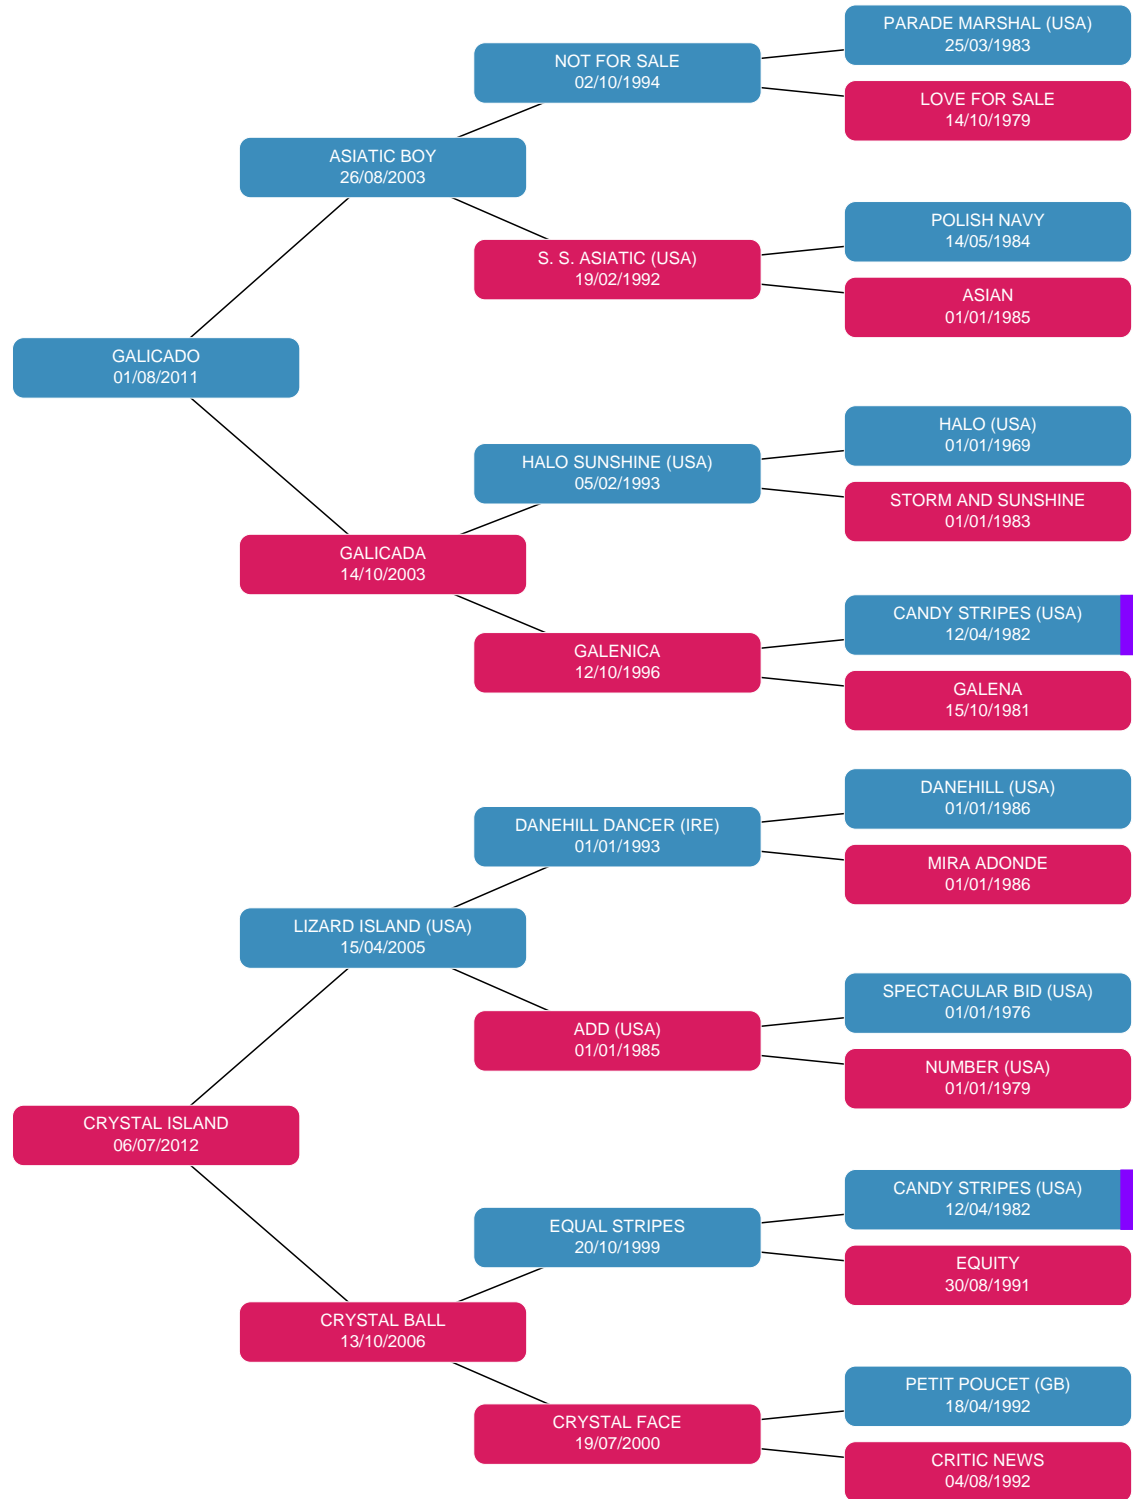 PARADE MARSHAL (USA)
25/03/1983
NOT FOR SALE
02/10/1994
LOVE FOR SALE
14/10/1979
ASIATIC BOY
26/08/2003
POLISH NAVY
14/05/1984
S. S. ASIATIC (USA)
19/02/1992
ASIAN
01/01/1985
GALICADO
01/08/2011
HALO (USA)
01/01/1969
HALO SUNSHINE (USA)
05/02/1993
STORM AND SUNSHINE
01/01/1983
GALICADA
14/10/2003
CANDY STRIPES (USA)
12/04/1982
GALENICA
12/10/1996
GALENA
15/10/1981
DANEHILL (USA)
01/01/1986
DANEHILL DANCER (IRE)
01/01/1993
MIRA ADONDE
01/01/1986
LIZARD ISLAND (USA)
15/04/2005
SPECTACULAR BID (USA)
01/01/1976
ADD (USA)
01/01/1985
NUMBER (USA)
01/01/1979
CRYSTAL ISLAND
06/07/2012
CANDY STRIPES (USA)
12/04/1982
EQUAL STRIPES
20/10/1999
EQUITY
30/08/1991
CRYSTAL BALL
13/10/2006
PETIT POUCET (GB)
18/04/1992
CRYSTAL FACE
19/07/2000
CRITIC NEWS
04/08/1992